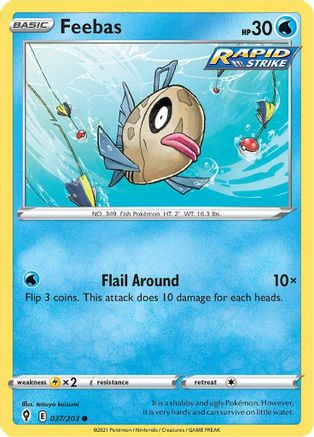 BASIC Feebas HP 30
RAPID
STRIKE
NO. 349 Fish Pokémon HT: 2' WT: 16.3 lbs.
Flail Around 10×
Flip 3 coins. This attack does 10 damage for each heads.
weakness ×2 resistance retreat
Illus. tetsuya koizumi
E 037/203
It is a shabby and ugly Pokémon. However,
it is very hardy and can survive on little water.
©2021 Pokémon / Nintendo / Creatures / GAME FREAK